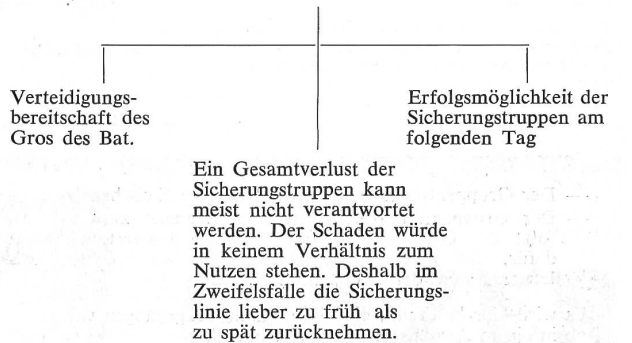 Verteidigungs-
bereitschaft des
Gros des Bat.
Erfolgsmöglichkeit der
Sicherungstruppen am
folgenden Tag
Ein Gesamtverlust der
Sicherungstruppen kann
meist nicht verantwortet
werden. Der Schaden würde
in keinem Verhältnis zum
Nutzen stehen. Deshalb im
Zweifelsfalle die Sicherungs-
linie lieber zu früh als
zu spät zurücknehmen.